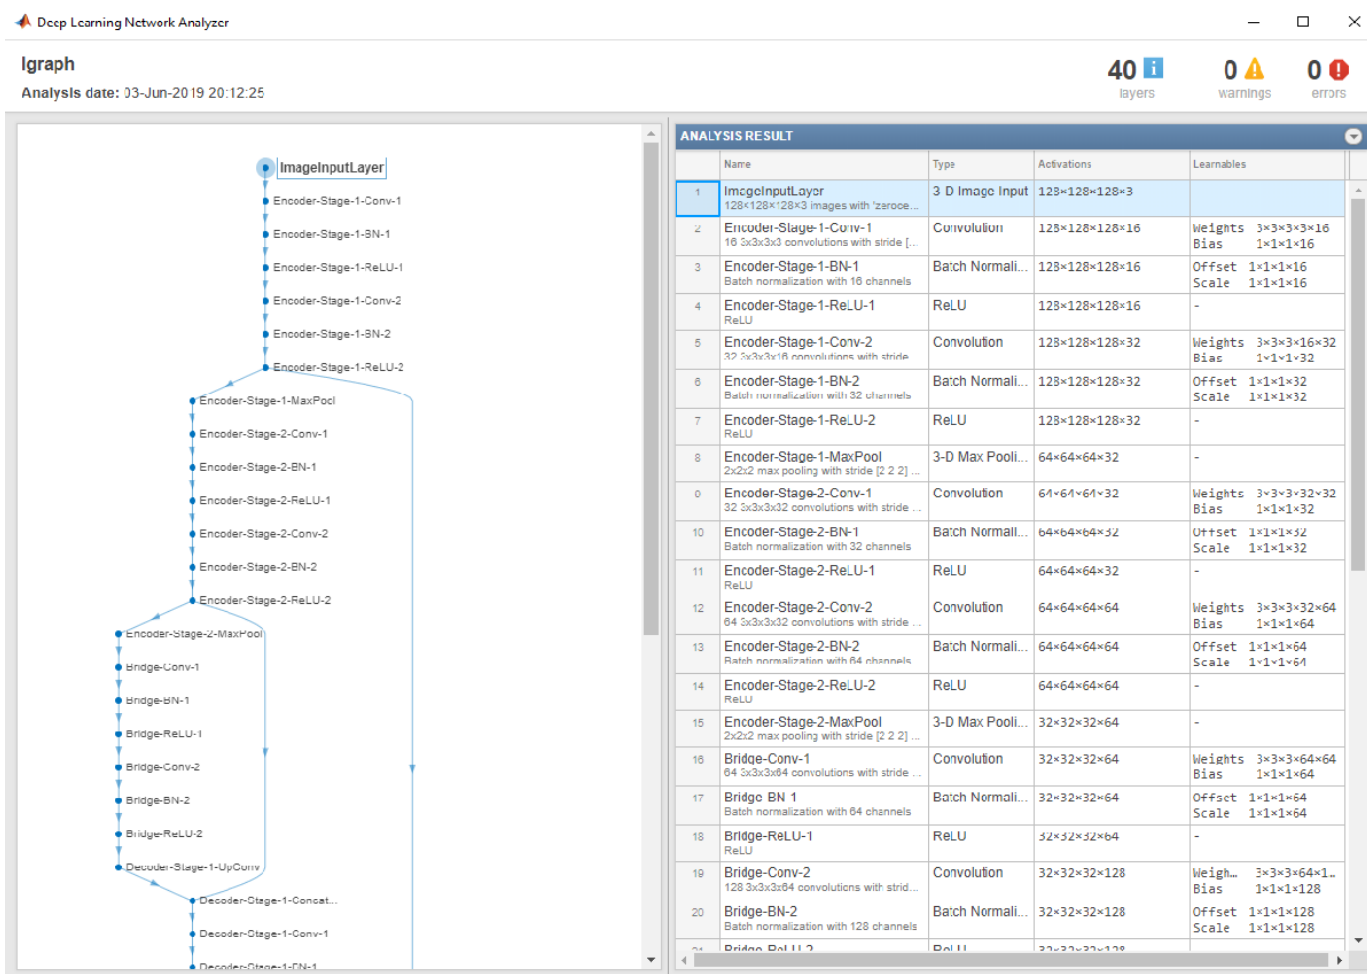 Deep Learning Network Analyzer
lgraph
Analysis date: 03-Jun-2019 20:12:25
40 i
layers
0
warnings
0
errors
ImageInputLayer
Encoder-Stage-1-Conv-1
Encoder-Stage-1-BN-1
Encoder-Stage-1-ReLU-1
Encoder-Stage-1-Conv-2
Encoder-Stage-1-BN-2
Encoder-Stage-1-ReLU-2
Encoder-Stage-1-MaxPool
Encoder-Stage-2-Conv-1
Encoder-Stage-2-BN-1
Encoder-Stage-2-ReLU-1
Encoder-Stage-2-Conv-2
Encoder-Stage-2-BN-2
Encoder-Stage-2-ReLU-2
Encoder-Stage-2-MaxPool
Bridge-Conv-1
Bridge-BN-1
Bridge-ReLU-1
Bridge-Conv-2
Bridge-BN-2
Bridge-ReLU-2
Decoder-Stage-1-UpConv
Decoder-Stage-1-Concat...
Decoder-Stage-1-Conv-1
Decoder-Stage-1-BN-1
ANALYSIS RESULT
Name Type Activations Learnables
1 ImageInputLayer 3-D Image Input 128×128×128×3
128×128×128×3 images with 'zeroce...
2 Encoder-Stage-1-Conv-1 Convolution 128×128×128×16 Weights 3×3×3×3×16
16 3x3x3x3 convolutions with stride [... Bias 1×1×1×16
3 Encoder-Stage-1-BN-1 Batch Normali... 128×128×128×16 Offset 1×1×1×16
Batch normalization with 16 channels Scale 1×1×1×16
4 Encoder-Stage-1-ReLU-1 ReLU 128×128×128×16 -
ReLU
5 Encoder-Stage-1-Conv-2 Convolution 128×128×128×32 Weights 3×3×3×16×32
32 3x3x3x16 convolutions with stride Bias 1×1×1×32
6 Encoder-Stage-1-BN-2 Batch Normali... 128×128×128×32 Offset 1×1×1×32
Batch normalization with 32 channels Scale 1×1×1×32
7 Encoder-Stage-1-ReLU-2 ReLU 128×128×128×32 -
ReLU
8 Encoder-Stage-1-MaxPool 3-D Max Pooli... 64×64×64×32 -
2x2x2 max pooling with stride [2 2 2] ...
9 Encoder-Stage-2-Conv-1 Convolution 64×64×64×32 Weights 3×3×3×32×32
32 3x3x3x32 convolutions with stride ... Bias 1×1×1×32
10 Encoder-Stage-2-BN-1 Batch Normali... 64×64×64×32 Offset 1×1×1×32
Batch normalization with 32 channels Scale 1×1×1×32
11 Encoder-Stage-2-ReLU-1 ReLU 64×64×64×32 -
ReLU
12 Encoder-Stage-2-Conv-2 Convolution 64×64×64×64 Weights 3×3×3×32×64
64 3x3x3x32 convolutions with stride ... Bias 1×1×1×64
13 Encoder-Stage-2-BN-2 Batch Normali... 64×64×64×64 Offset 1×1×1×64
Batch normalization with 64 channels Scale 1×1×1×64
14 Encoder-Stage-2-ReLU-2 ReLU 64×64×64×64 -
ReLU
15 Encoder-Stage-2-MaxPool 3-D Max Pooli... 32×32×32×64 -
2x2x2 max pooling with stride [2 2 2] ...
16 Bridge-Conv-1 Convolution 32×32×32×64 Weights 3×3×3×64×64
64 3x3x3x64 convolutions with stride ... Bias 1×1×1×64
17 Bridge-BN-1 Batch Normali... 32×32×32×64 Offset 1×1×1×64
Batch normalization with 64 channels Scale 1×1×1×64
18 Bridge-ReLU-1 ReLU 32×32×32×64 -
ReLU
19 Bridge-Conv-2 Convolution 32×32×32×128 Weigh... 3×3×3×64×1...
128 3x3x3x64 convolutions with strid... Bias 1×1×1×128
20 Bridge-BN-2 Batch Normali... 32×32×32×128 Offset 1×1×1×128
Batch normalization with 128 channels Scale 1×1×1×128
21 Bridge-ReLU-2 ReLU 32×32×32×128